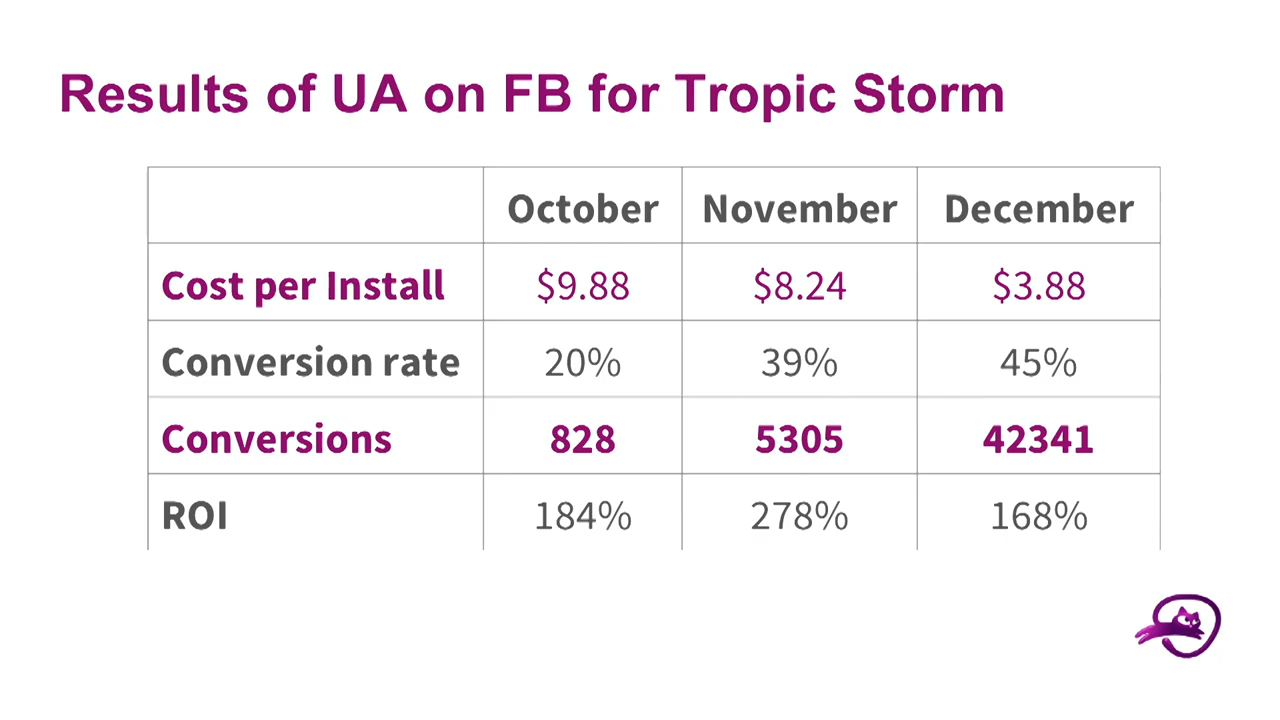 Results of UA on FB for Tropic Storm
October November December
Cost per Install $9.88 $8.24 $3.88
Conversion rate 20% 39% 45%
Conversions 828 5305 42341
ROI 184% 278% 168%